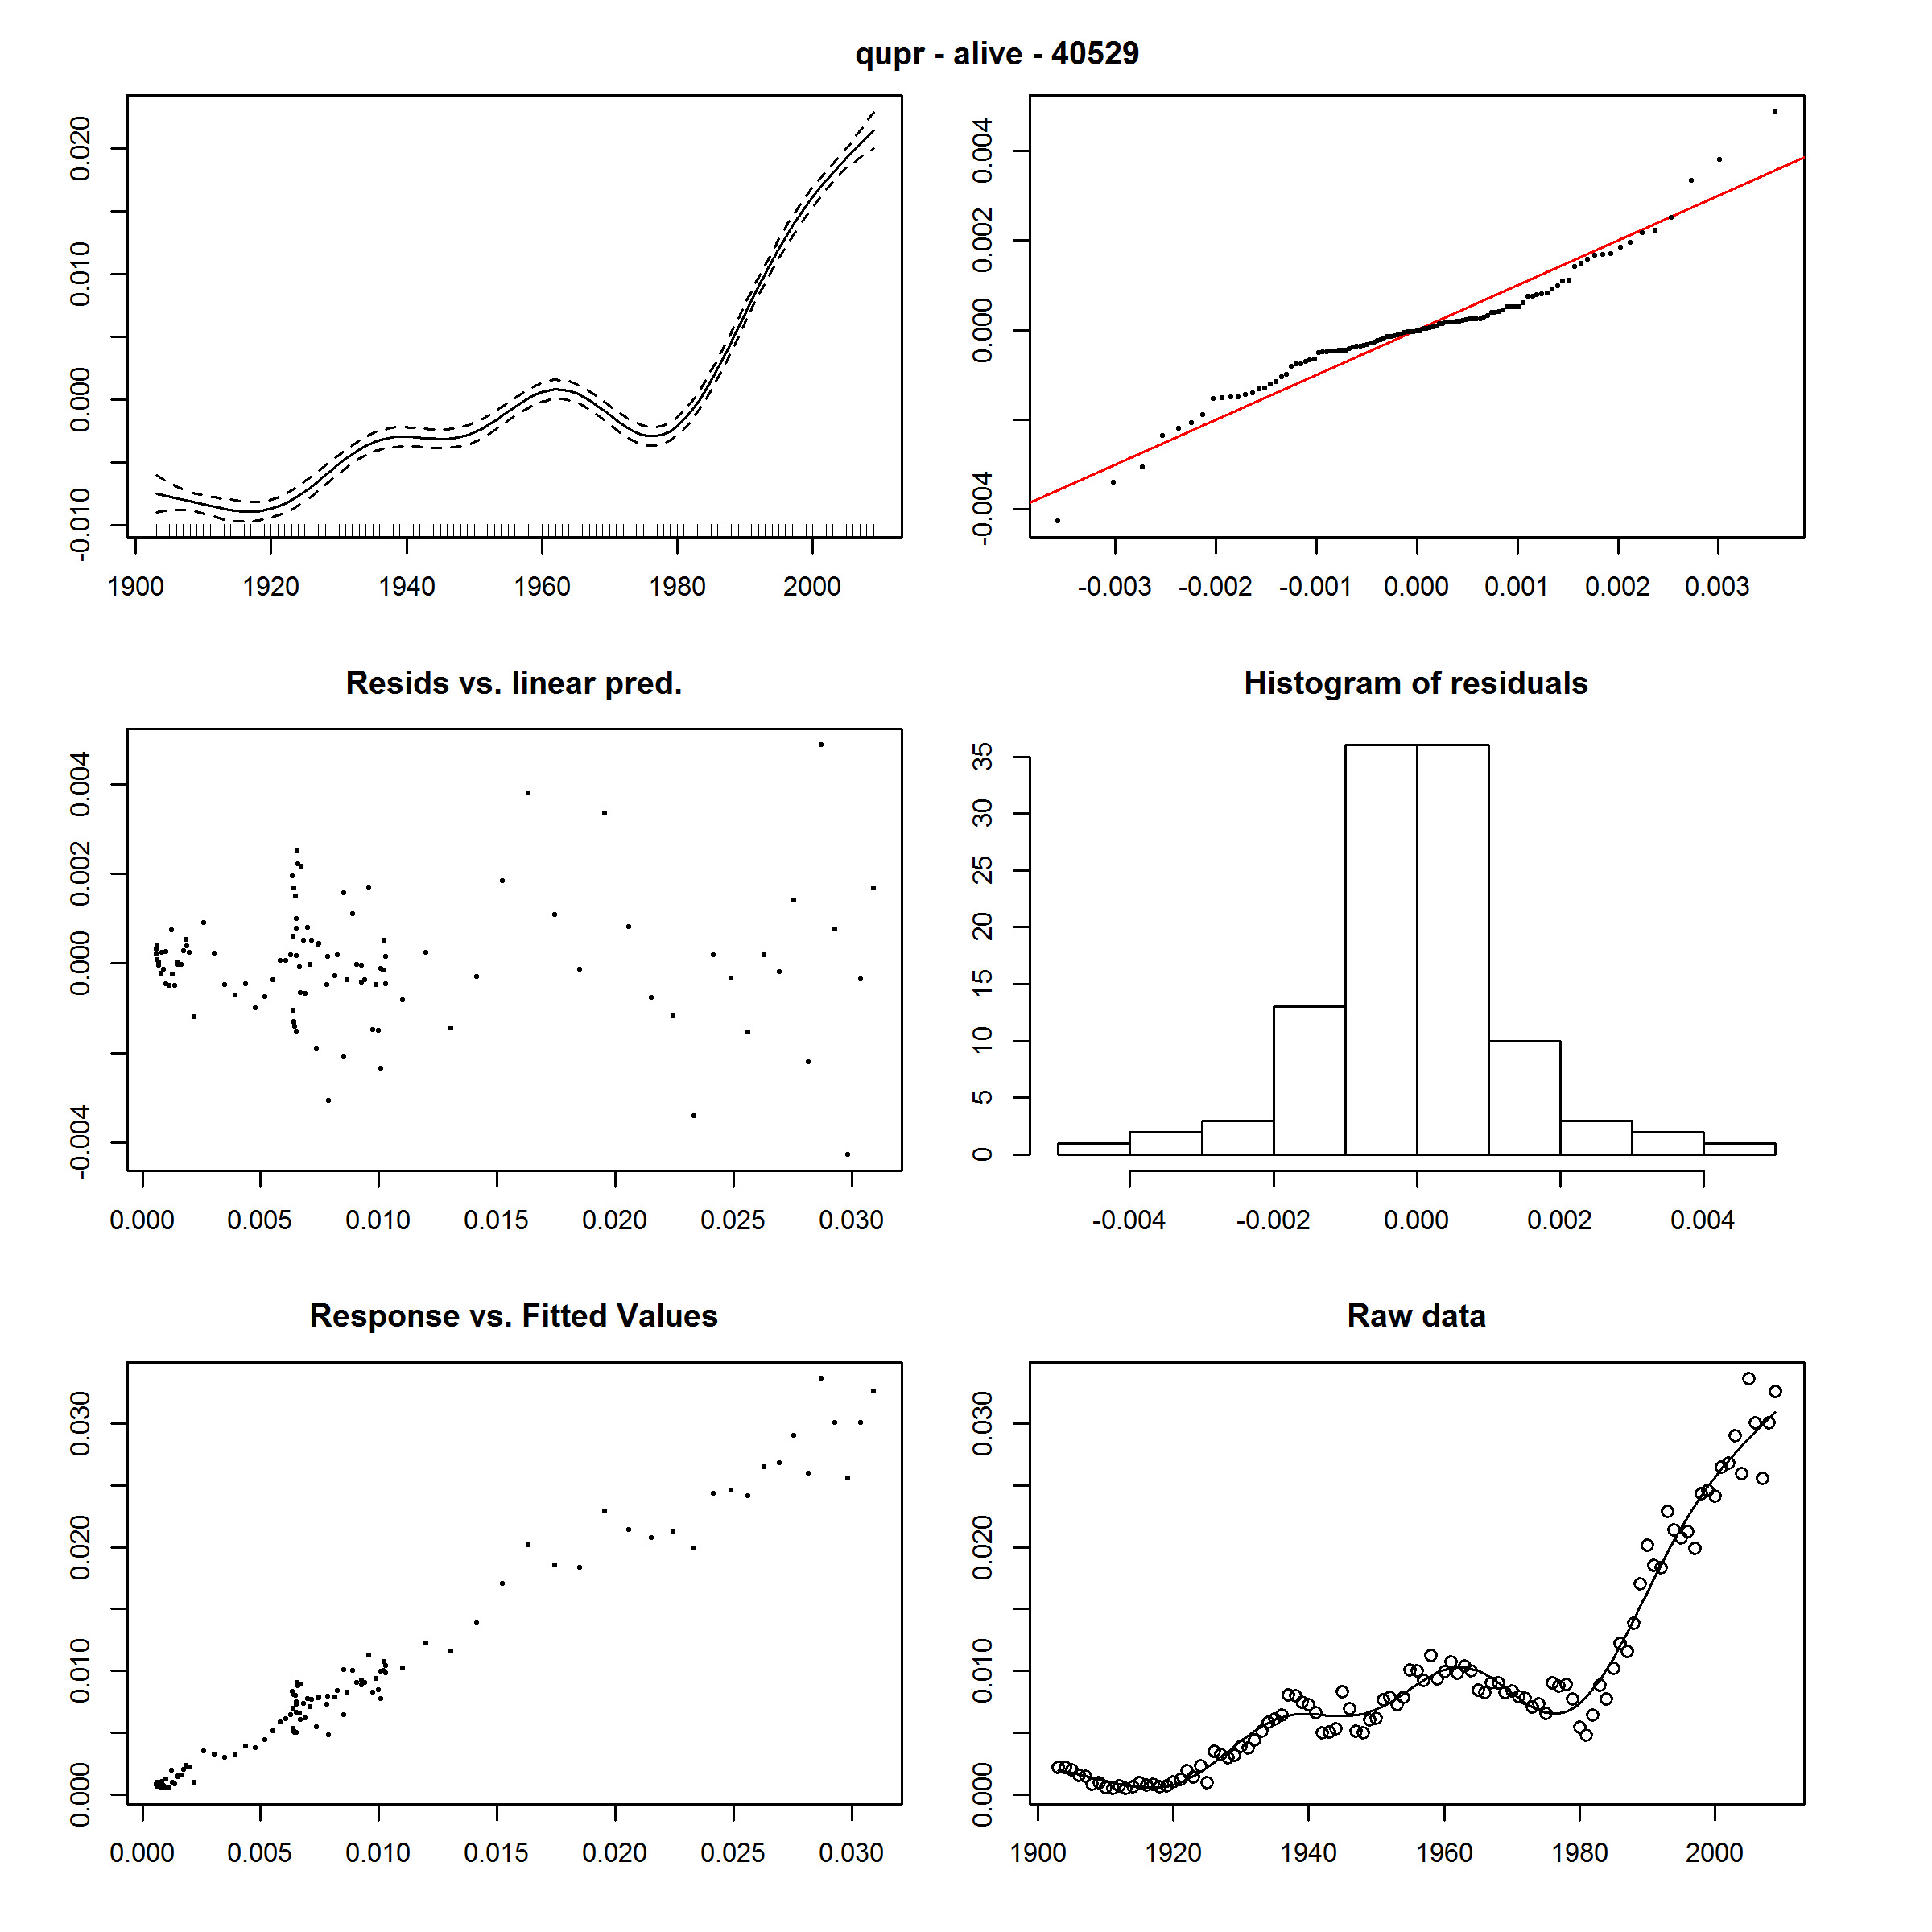 qupr - alive - 40529
0.020
0.010
0.000
-0.010
1900 1920 1940 1960 1980 2000
0.004
0.002
0.000
-0.004
-0.003 -0.002 -0.001 0.000 0.001 0.002 0.003
Resids vs. linear pred.
0.004
0.002
0.000
-0.004
0.000 0.005 0.010 0.015 0.020 0.025 0.030
Histogram of residuals
35
30
25
20
15
10
5
0
-0.004 -0.002 0.000 0.002 0.004
Response vs. Fitted Values
0.030
0.020
0.010
0.000
0.000 0.005 0.010 0.015 0.020 0.025 0.030
Raw data
0.030
0.020
0.010
0.000
1900 1920 1940 1960 1980 2000